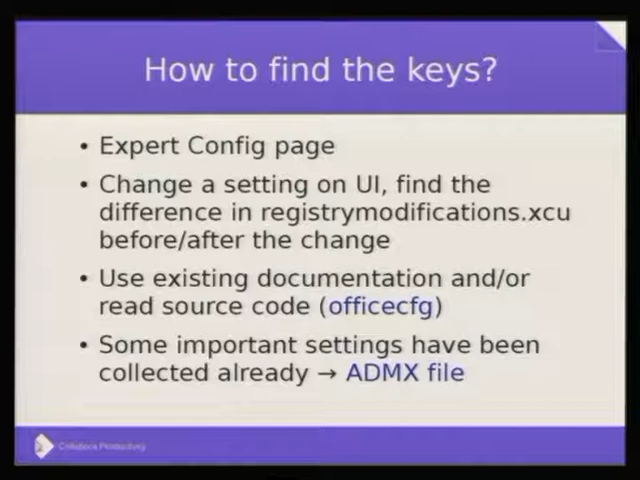 How to find the keys?
• Expert Config page
• Change a setting on UI, find the
difference in registrymodifications.xcu
before/after the change
• Use existing documentation and/or
read source code (officecfg)
• Some important settings have been
collected already → ADMX file
Collabora Productivity